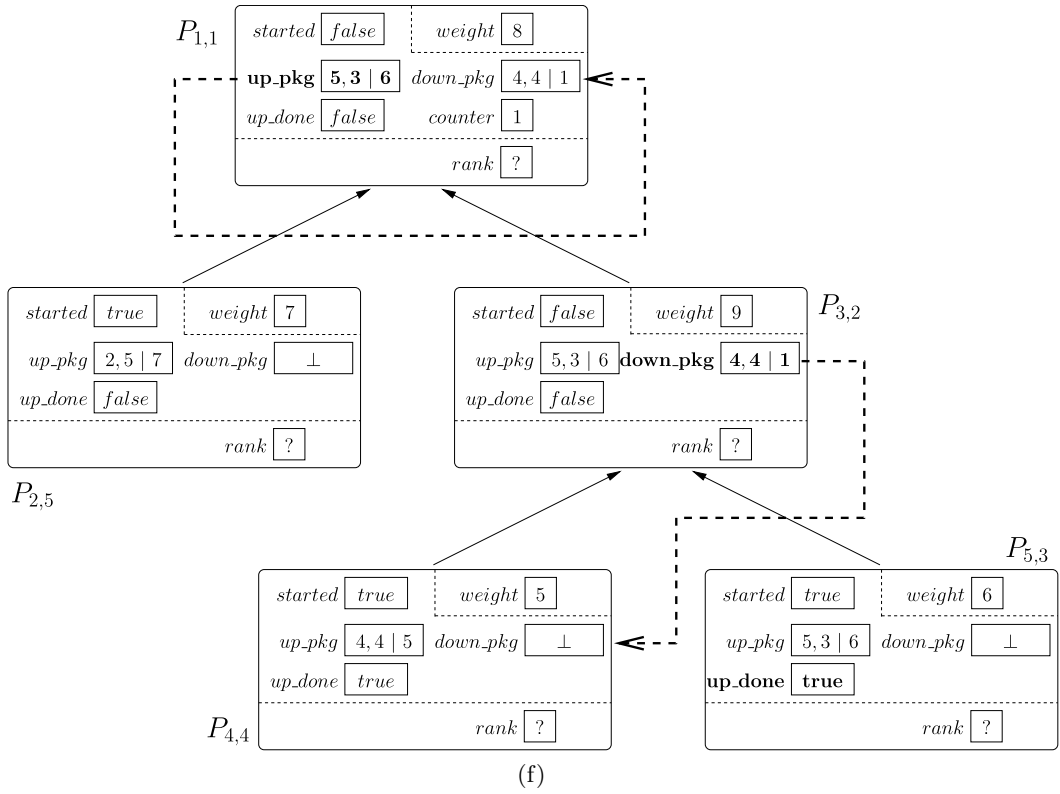 P1,1
started false weight 8
up_pkg 5, 3 | 6 down_pkg 4, 4 | 1
up_done false counter 1
rank ?
started true weight 7
up_pkg 2, 5 | 7 down_pkg ⊥
up_done false
rank ?
P2,5
started false weight 9
up_pkg 5, 3 | 6 down_pkg 4, 4 | 1
up_done false
rank ?
P3,2
started true weight 5
up_pkg 4, 4 | 5 down_pkg ⊥
up_done true
rank ?
P4,4
P5,3
started true weight 6
up_pkg 5, 3 | 6 down_pkg ⊥
up_done true
rank ?
(f)